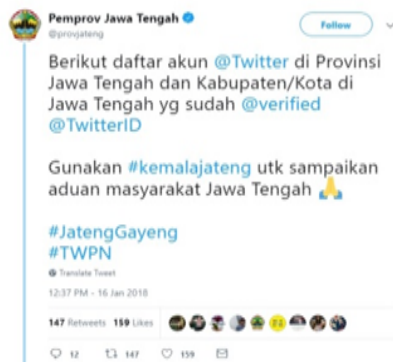 Pemprov Jawa Tengah
@provjateng
Follow
Berikut daftar akun @Twitter di Provinsi
Jawa Tengah dan Kabupaten/Kota di
Jawa Tengah yg sudah @verified
@TwitterID
Gunakan #kemalajateng utk sampaikan
aduan masyarakat Jawa Tengah 🙏
#JatengGayeng
#TWPN
Translate Tweet
12:37 PM - 16 Jan 2018
147 Retweets 159 Likes
12 147 159